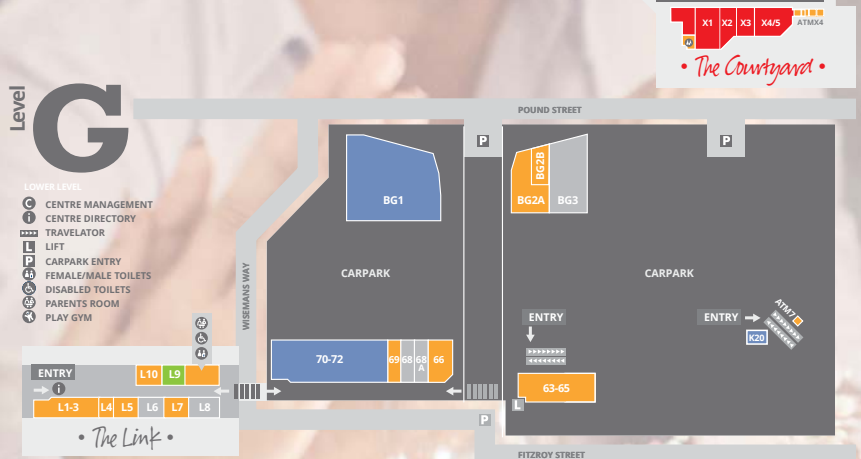 X1 X2 X3 X4/5
ATMX4
• The Courtyard •
Level G
POUND STREET
P
P
LOWER LEVEL
C CENTRE MANAGEMENT
i CENTRE DIRECTORY
TRAVELATOR
L LIFT
P CARPARK ENTRY
FEMALE/MALE TOILETS
DISABLED TOILETS
PARENTS ROOM
PLAY GYM
WISEMANS WAY
BG1
BG2B
BG2A BG3
CARPARK
CARPARK
ENTRY
ENTRY
ATM7
K20
70-72 69 68 68A 66
63-65
L
P
ENTRY
i
L10 L9
L1-3 L4 L5 L6 L7 L8
• The Link •
FITZROY STREET